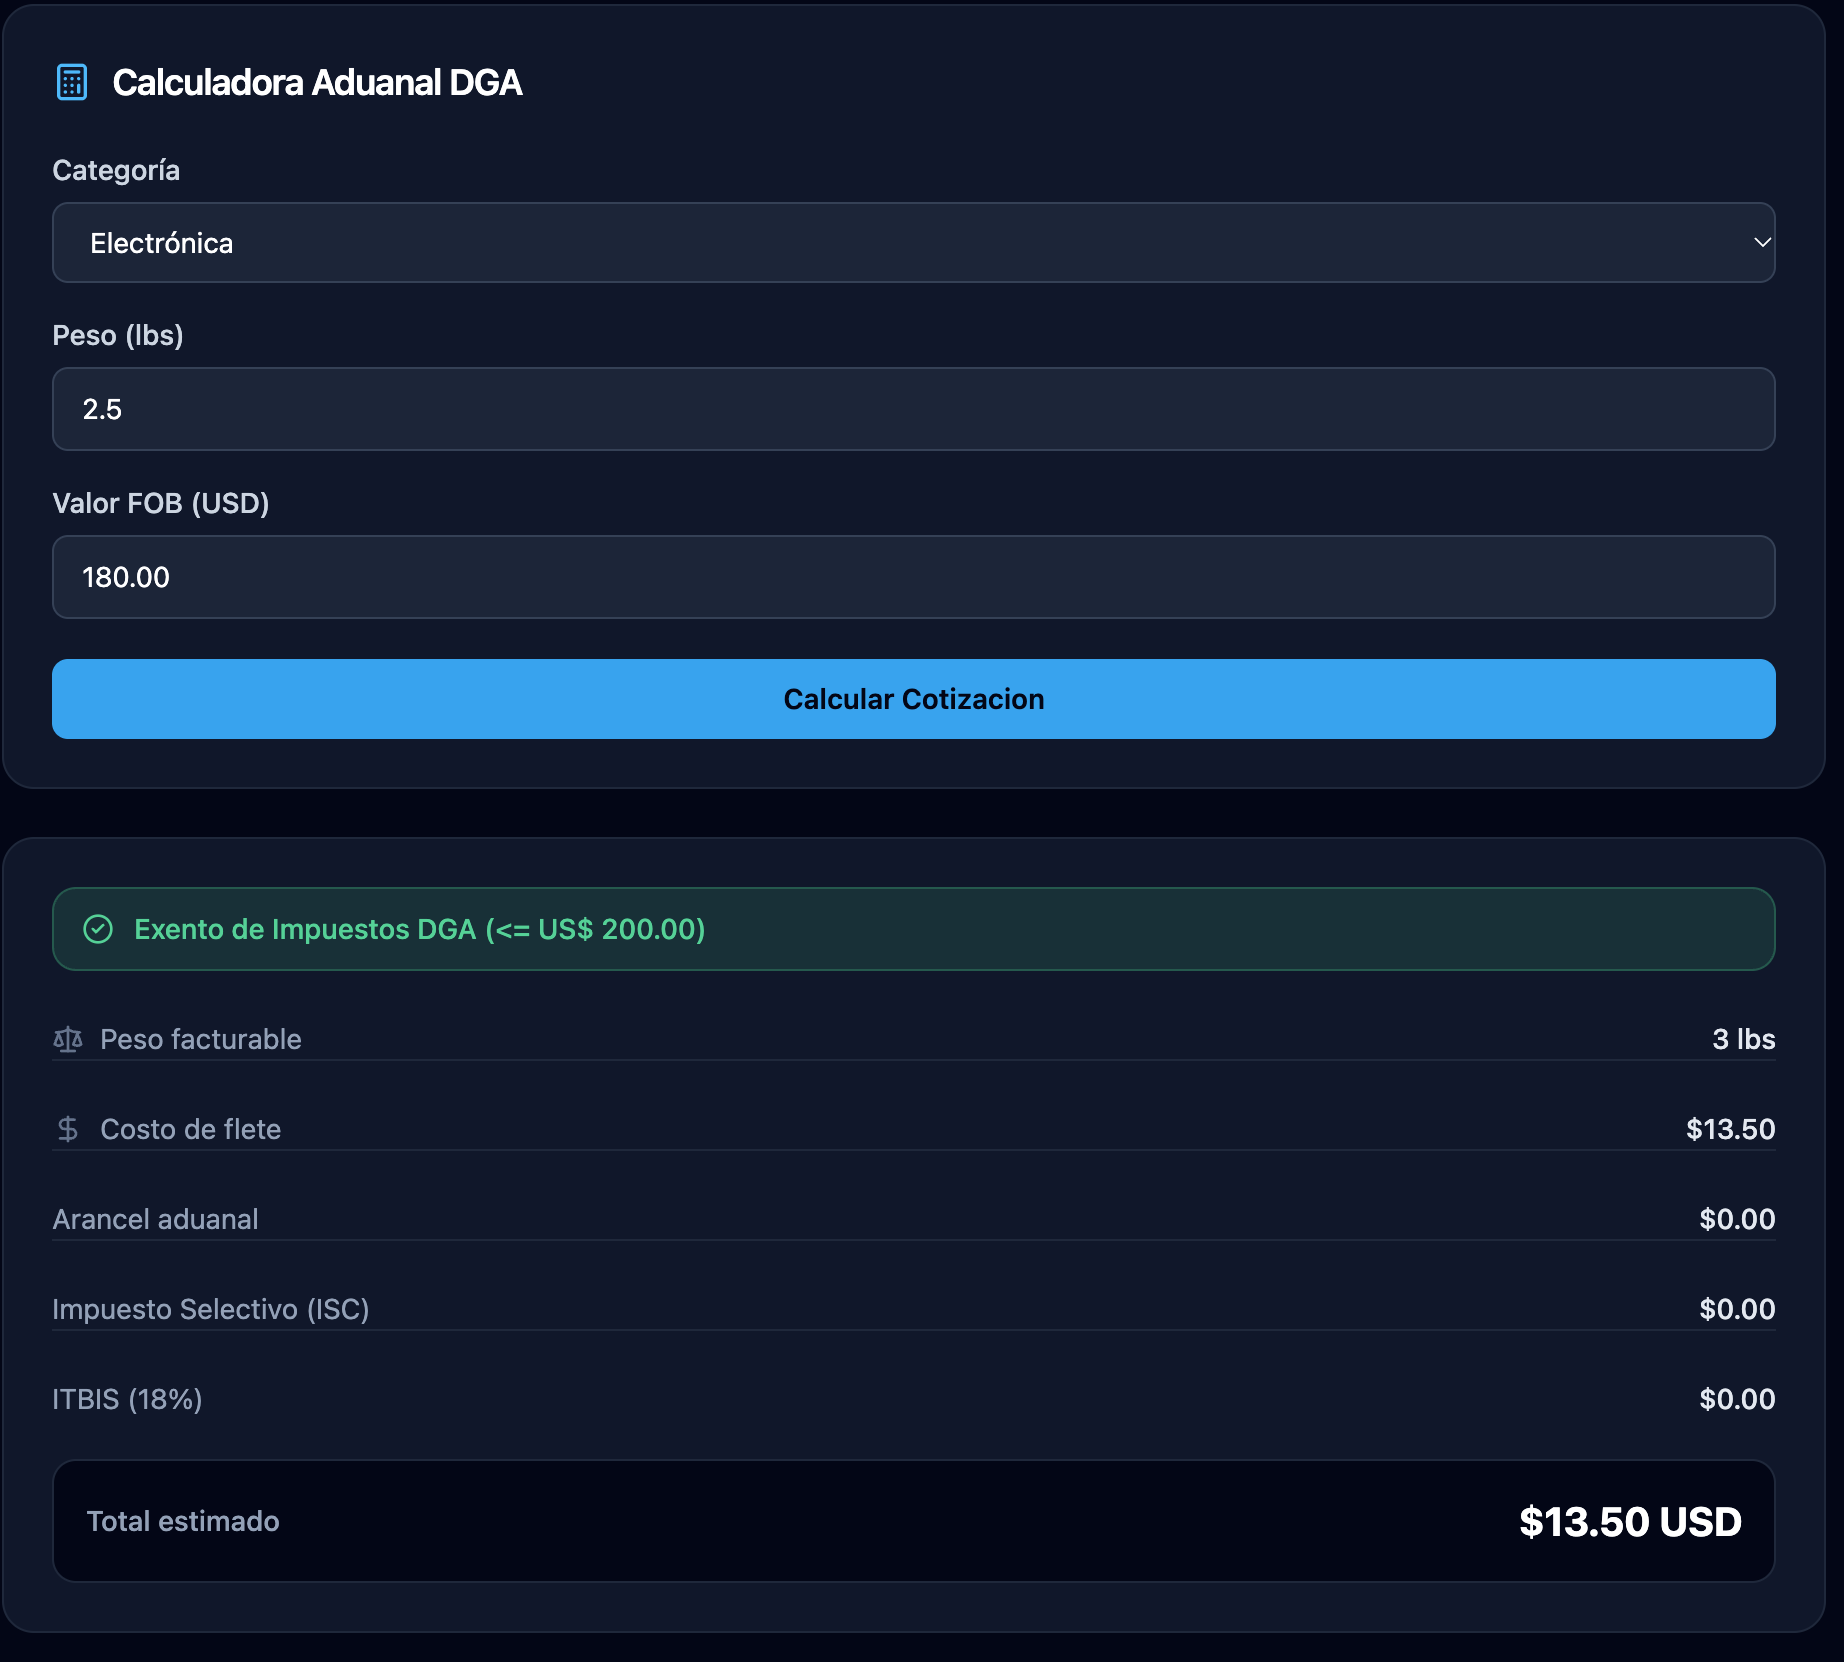 Calculadora Aduanal DGA
Categoría
Electrónica
Peso (lbs)
2.5
Valor FOB (USD)
180.00
Calcular Cotizacion
Exento de Impuestos DGA (<= US$ 200.00)
Peso facturable 3 lbs
Costo de flete $13.50
Arancel aduanal $0.00
Impuesto Selectivo (ISC) $0.00
ITBIS (18%) $0.00
Total estimado $13.50 USD